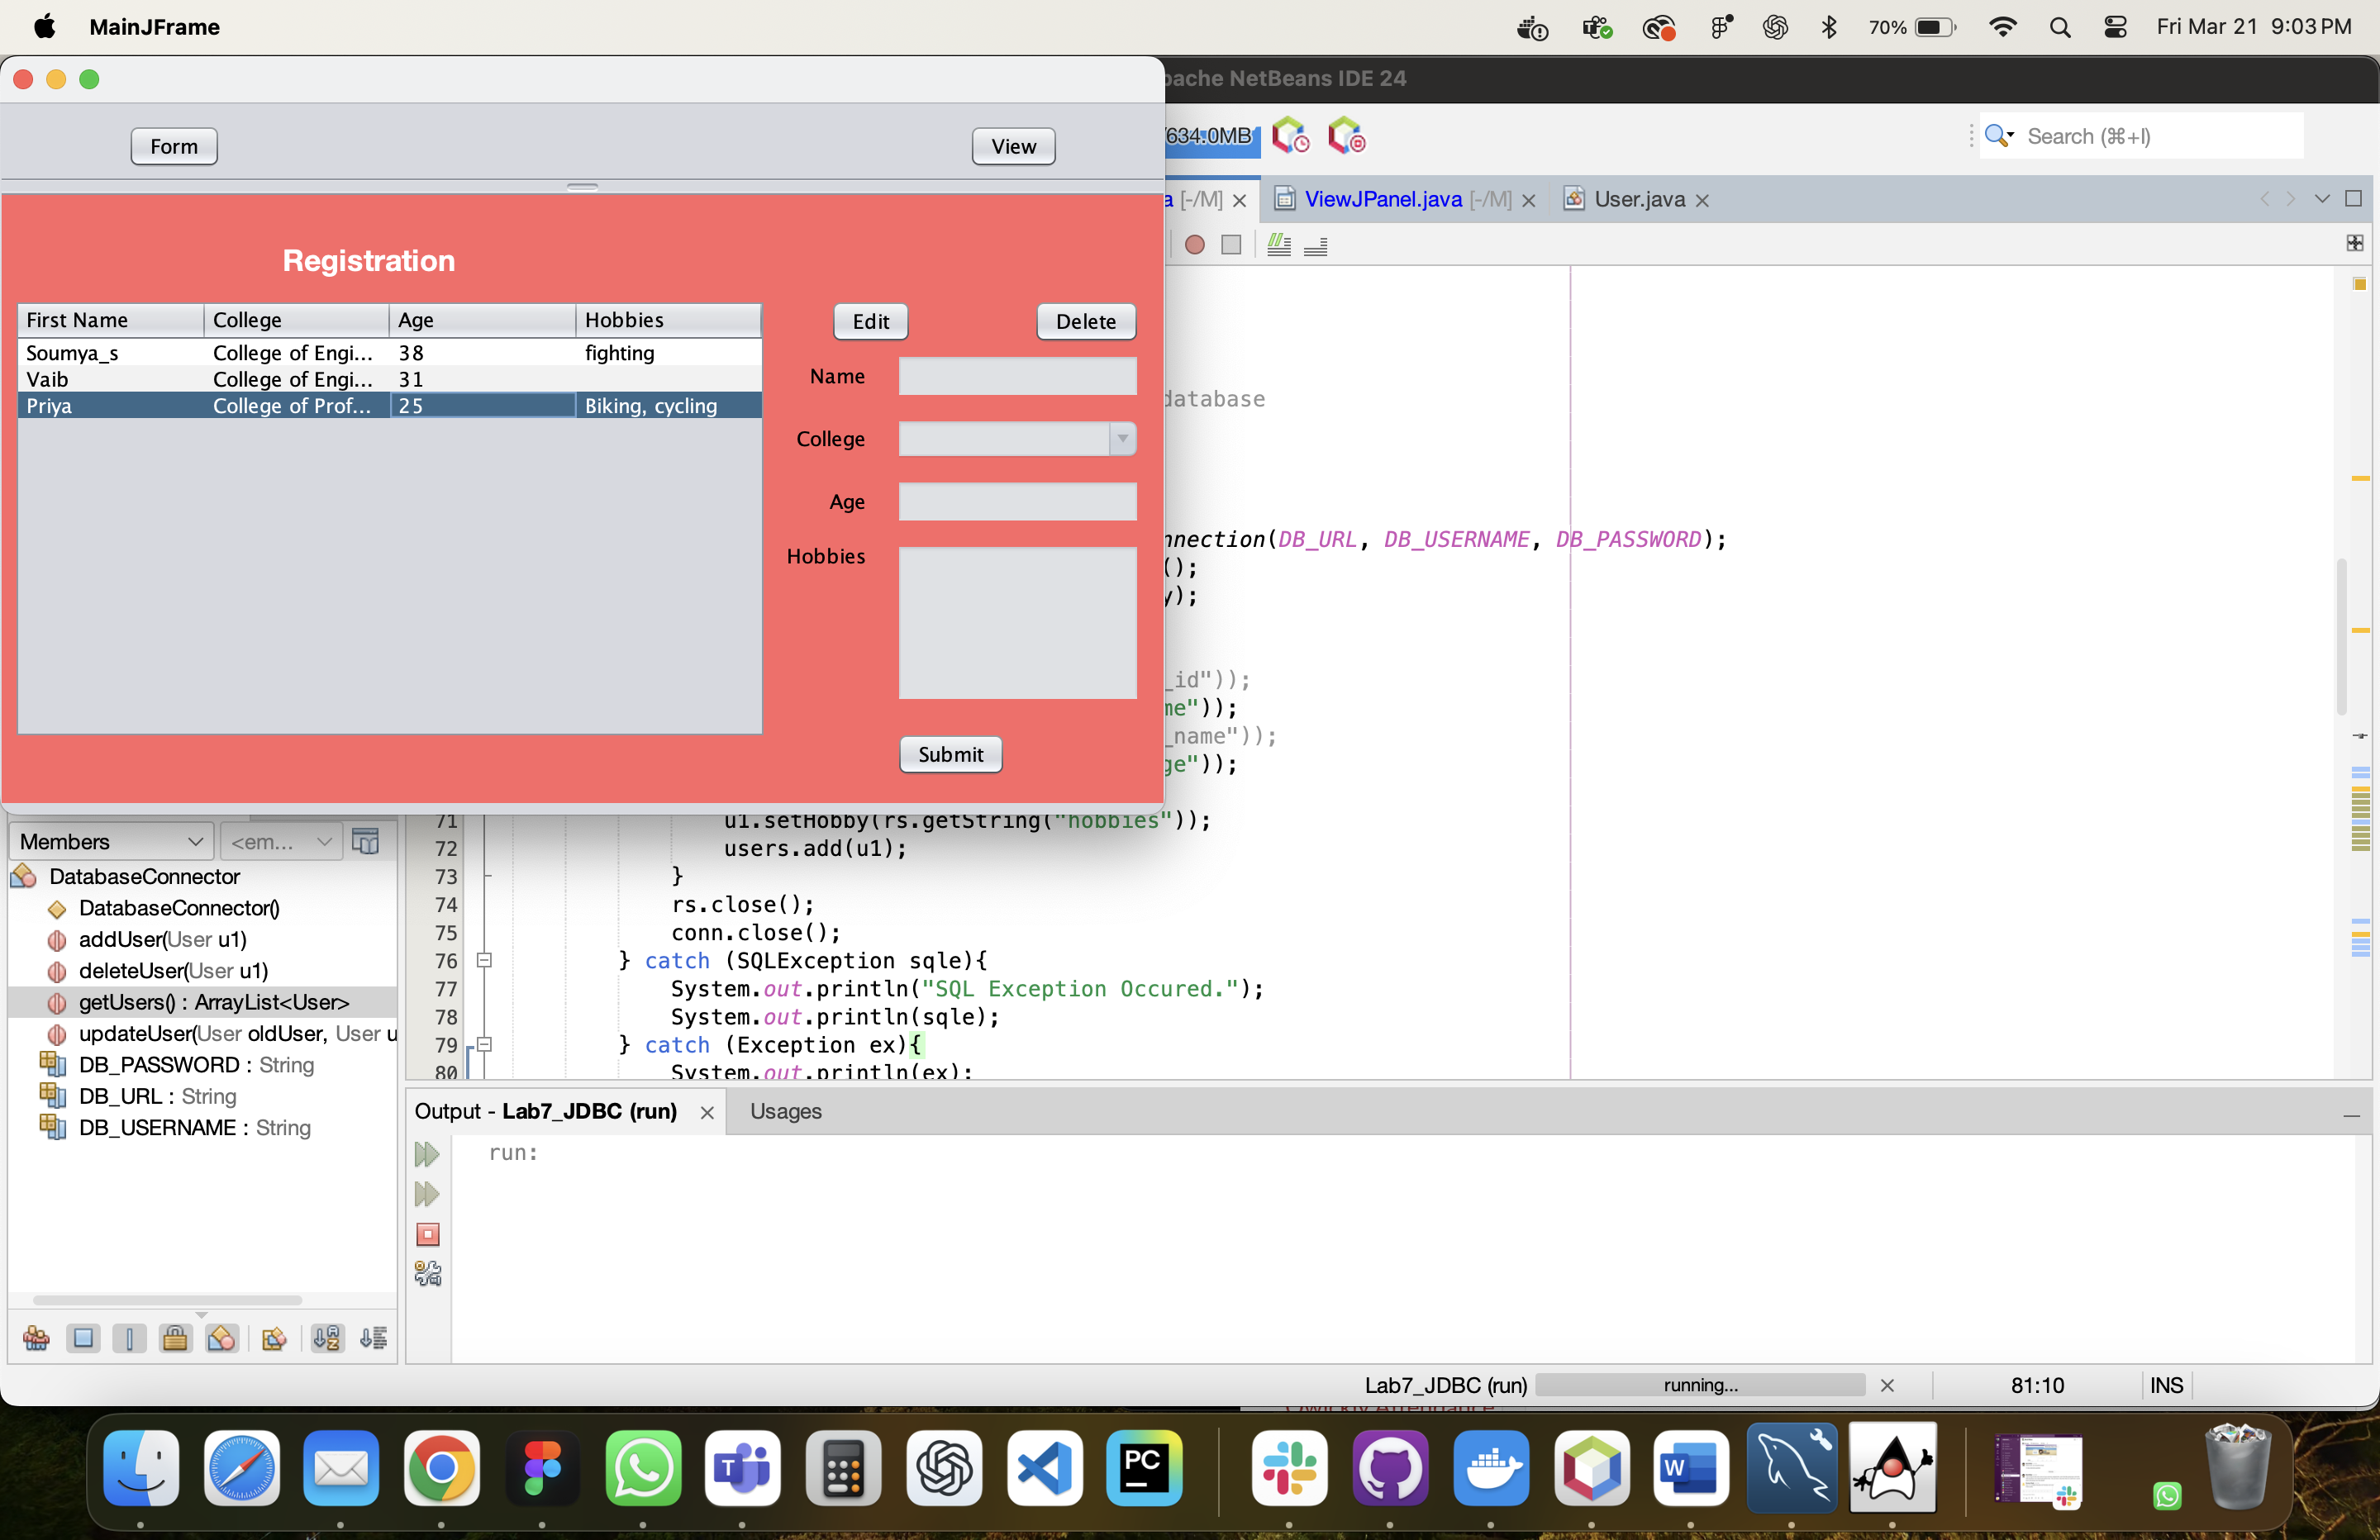 MainJFrame
70%
Fri Mar 21 9:03 PM
pache NetBeans IDE 24
Form
View
634.0MB
Search (⌘+I)
a [-/M]
ViewJPanel.java [-/M]
User.java
Registration
First Name College Age Hobbies
Soumya_s College of Engi... 38 fighting
Vaib College of Engi... 31
Priya College of Prof... 25 Biking, cycling
Edit
Delete
Name
College
Age
Hobbies
Submit
database
nnection(DB_URL, DB_USERNAME, DB_PASSWORD);
();
y);
_id"));
me"));
_name"));
ge"));
71 u1.setHobby(rs.getString("hobbies"));
72 users.add(u1);
73 }
74 rs.close();
75 conn.close();
76 } catch (SQLException sqle){
77 System.out.println("SQL Exception Occured.");
78 System.out.println(sqle);
79 } catch (Exception ex){
80 System.out.println(ex);
Members
<em...
DatabaseConnector
DatabaseConnector()
addUser(User u1)
deleteUser(User u1)
getUsers() : ArrayList<User>
updateUser(User oldUser, User u
DB_PASSWORD : String
DB_URL : String
DB_USERNAME : String
Output - Lab7_JDBC (run)
Usages
run:
Lab7_JDBC (run)
running...
81:10
INS
T
PC
W